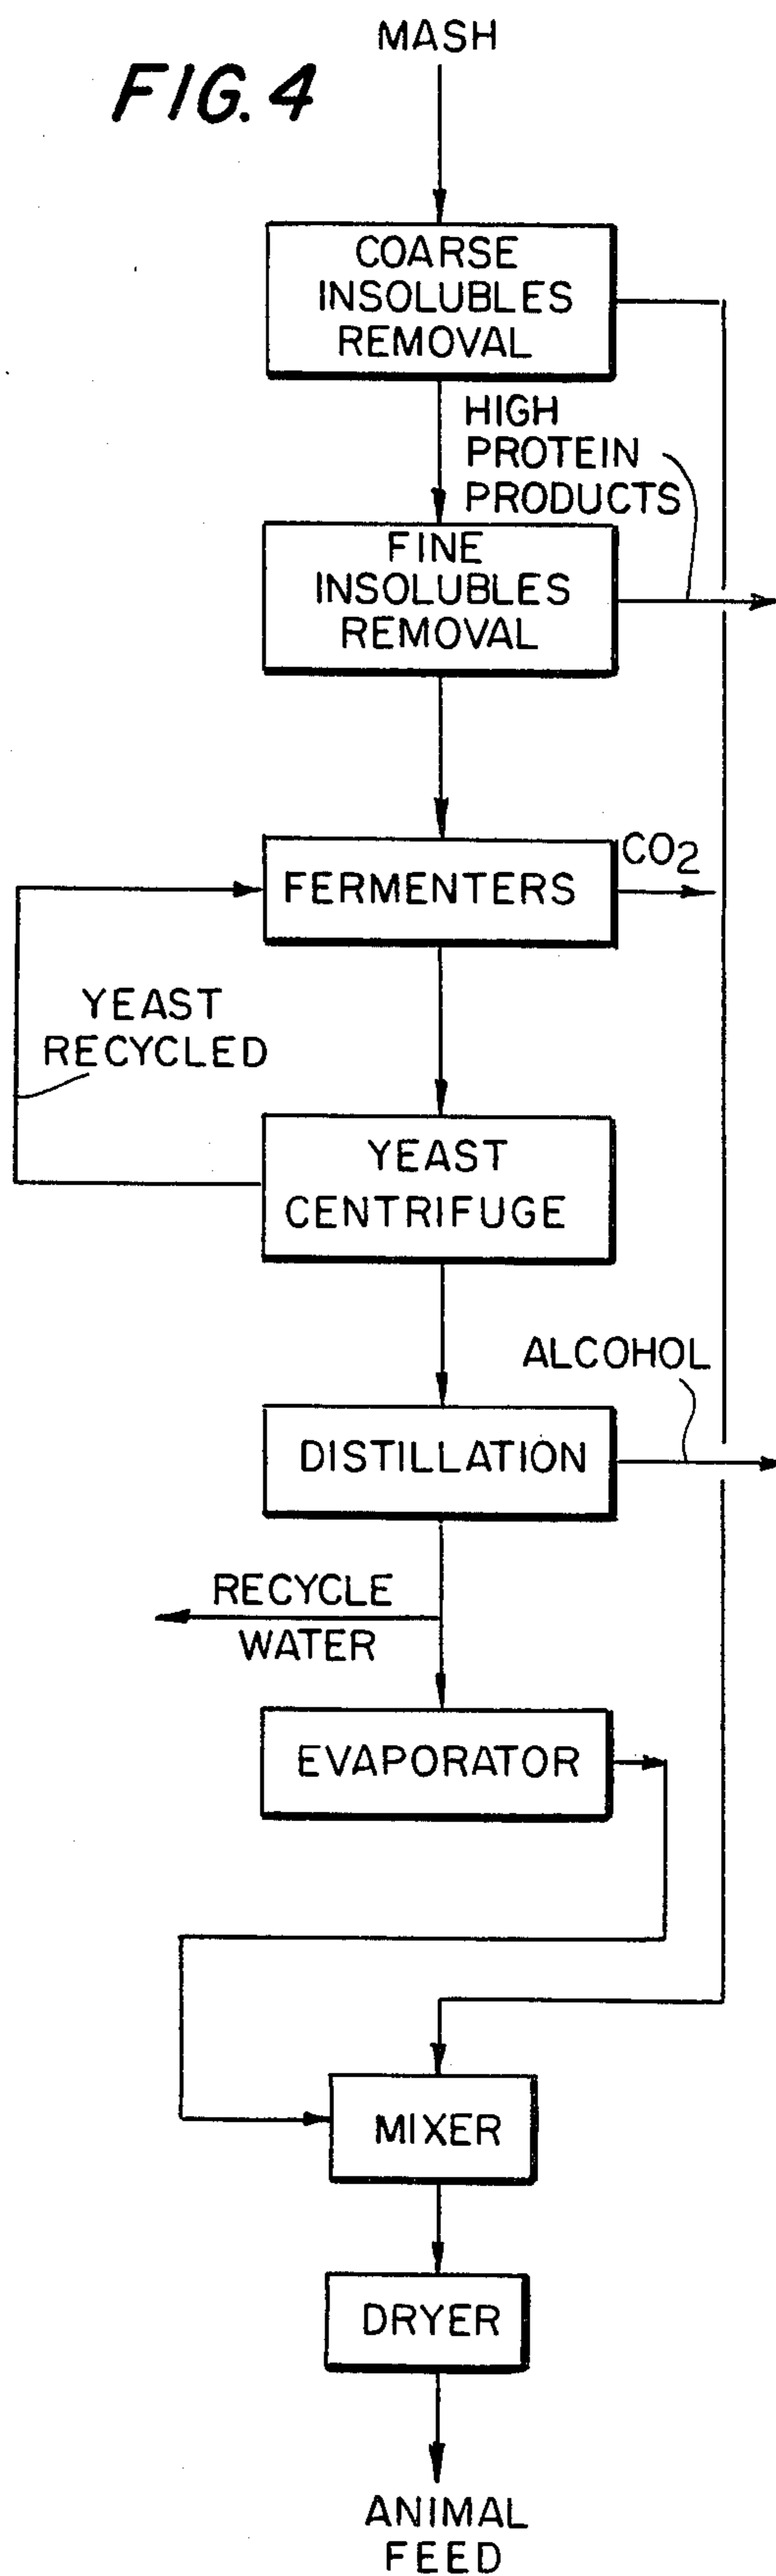 MASH
FIG. 4
COARSE
INSOLUBLES
REMOVAL
HIGH
PROTEIN
PRODUCTS
FINE
INSOLUBLES
REMOVAL
CO2
FERMENTERS
YEAST
RECYCLED
YEAST
CENTRIFUGE
ALCOHOL
DISTILLATION
RECYCLE
WATER
EVAPORATOR
MIXER
DRYER
ANIMAL
FEED